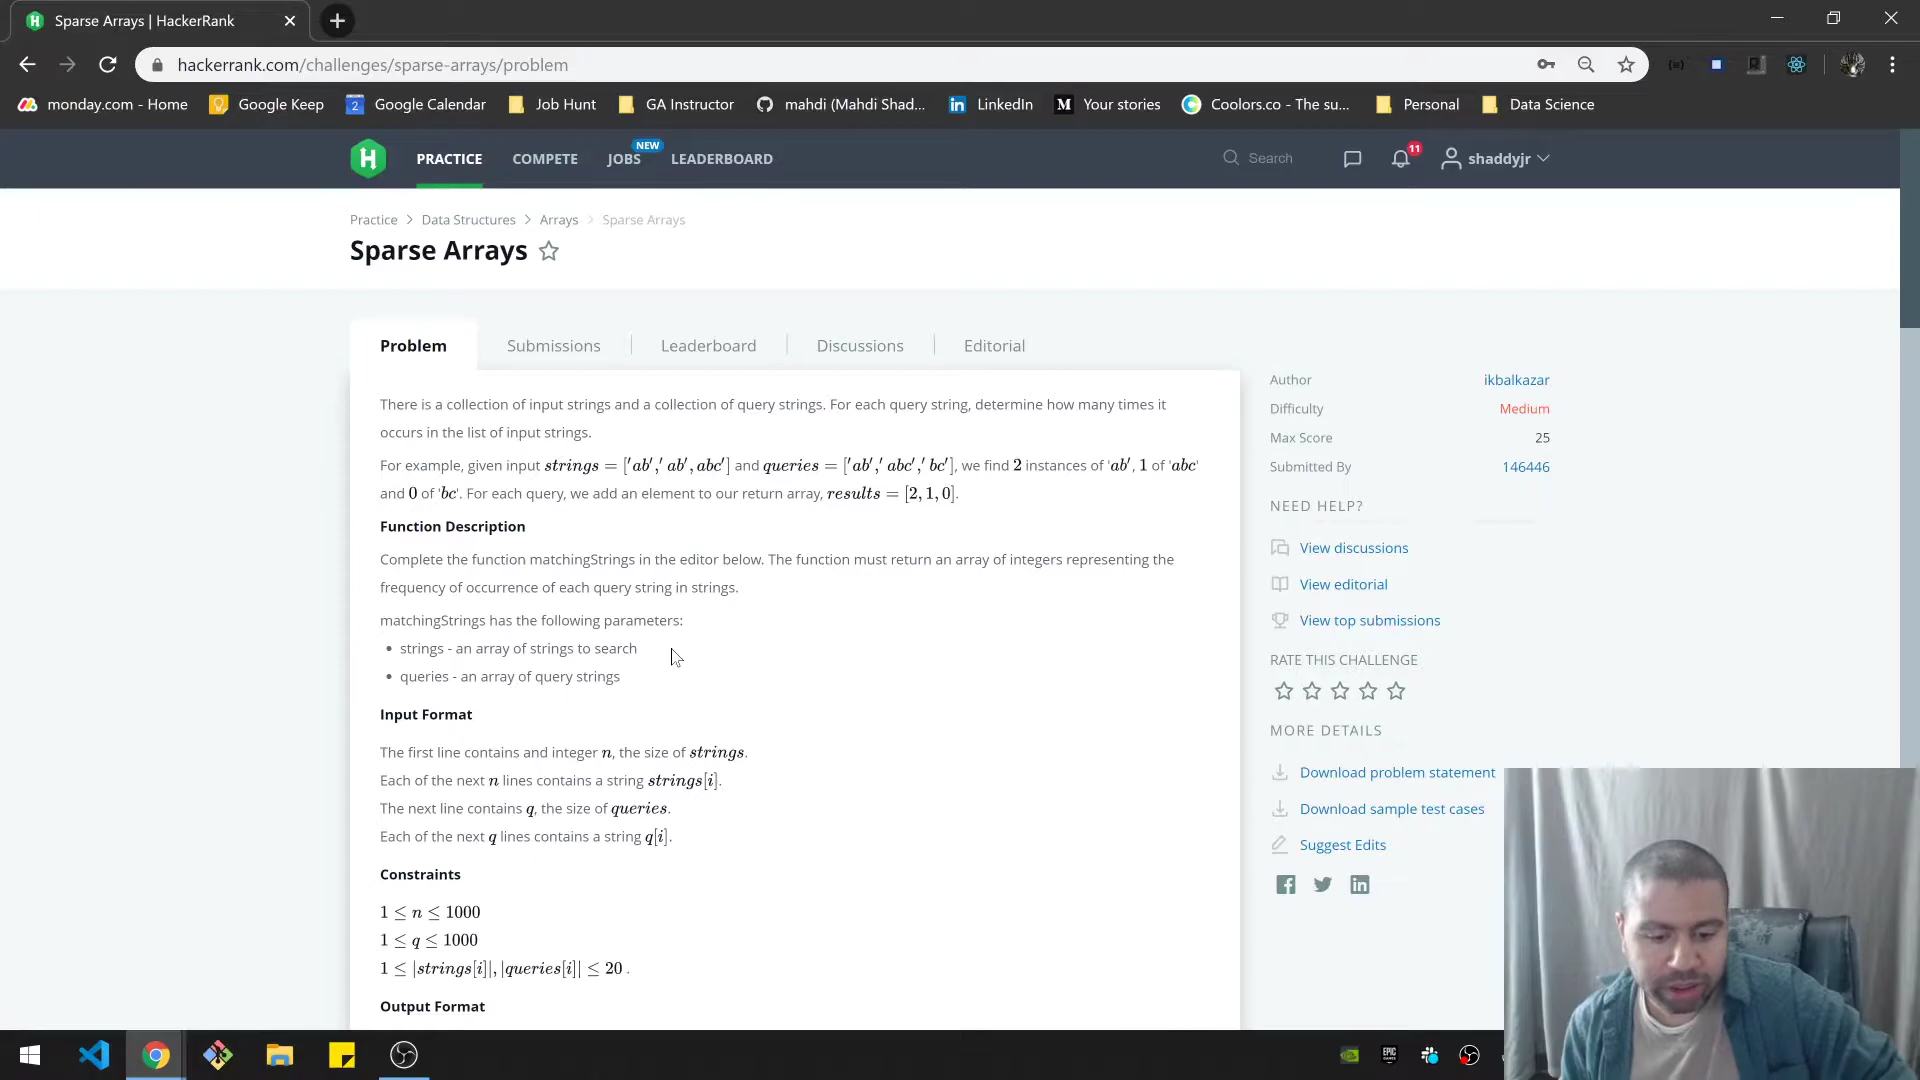 Sparse Arrays | HackerRank
hackerrank.com/challenges/sparse-arrays/problem
monday.com - Home
Google Keep
2
Google Calendar
Job Hunt
GA Instructor
mahdi (Mahdi Shad...
in
LinkedIn
M
Your stories
C
Coolors.co - The su...
Personal
Data Science
H
PRACTICE
COMPETE
JOBS
NEW
LEADERBOARD
Search
11
shaddyjr
Practice > Data Structures > Arrays > Sparse Arrays
Sparse Arrays
Problem
Submissions
Leaderboard
Discussions
Editorial
There is a collection of input strings and a collection of query strings. For each query string, determine how many times it
occurs in the list of input strings.
For example, given input strings = ['ab',' ab', abc'] and queries = ['ab',' abc',' bc'], we find 2 instances of 'ab', 1 of 'abc'
and 0 of 'bc'. For each query, we add an element to our return array, results = [2, 1, 0].
Function Description
Complete the function matchingStrings in the editor below. The function must return an array of integers representing the
frequency of occurrence of each query string in strings.
matchingStrings has the following parameters:
• strings - an array of strings to search
• queries - an array of query strings
Input Format
The first line contains and integer n, the size of strings.
Each of the next n lines contains a string strings[i].
The next line contains q, the size of queries.
Each of the next q lines contains a string q[i].
Constraints
1 ≤ n ≤ 1000
1 ≤ q ≤ 1000
1 ≤ |strings[i]|, |queries[i]| ≤ 20 .
Output Format
Author
ikbalkazar
Difficulty
Medium
Max Score
25
Submitted By
146446
NEED HELP?
View discussions
View editorial
View top submissions
RATE THIS CHALLENGE
MORE DETAILS
Download problem statement
Download sample test cases
Suggest Edits
in
EPIC